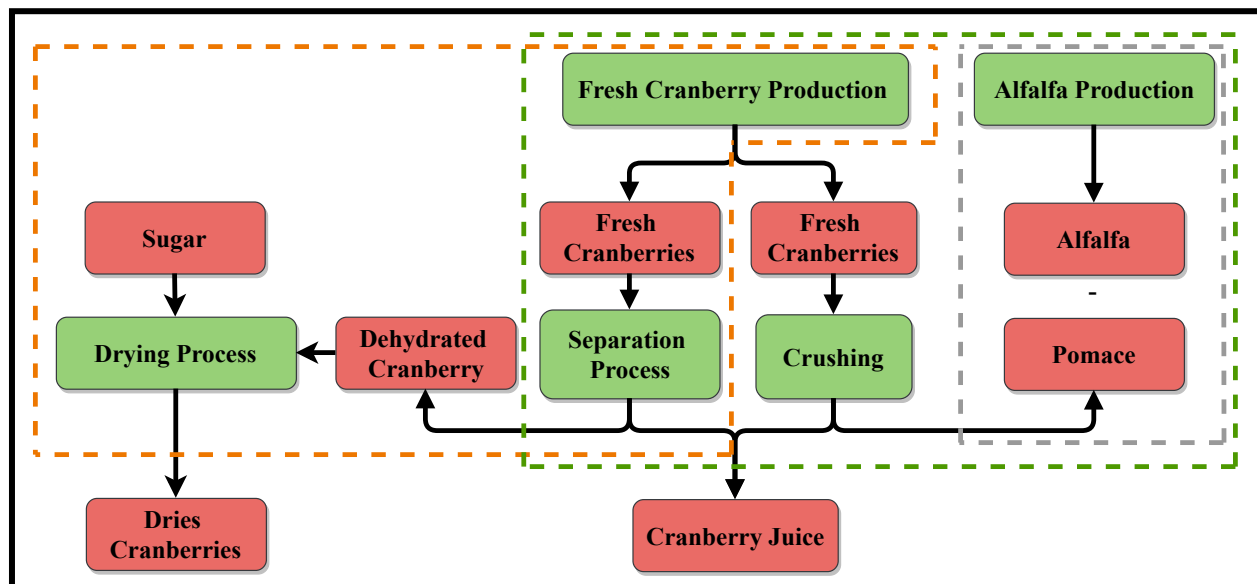 Fresh Cranberry Production
Alfalfa Production
Sugar
Fresh
Cranberries
Fresh
Cranberries
Alfalfa
-
Drying Process
Dehydrated
Cranberry
Separation
Process
Crushing
Pomace
Dries
Cranberries
Cranberry Juice